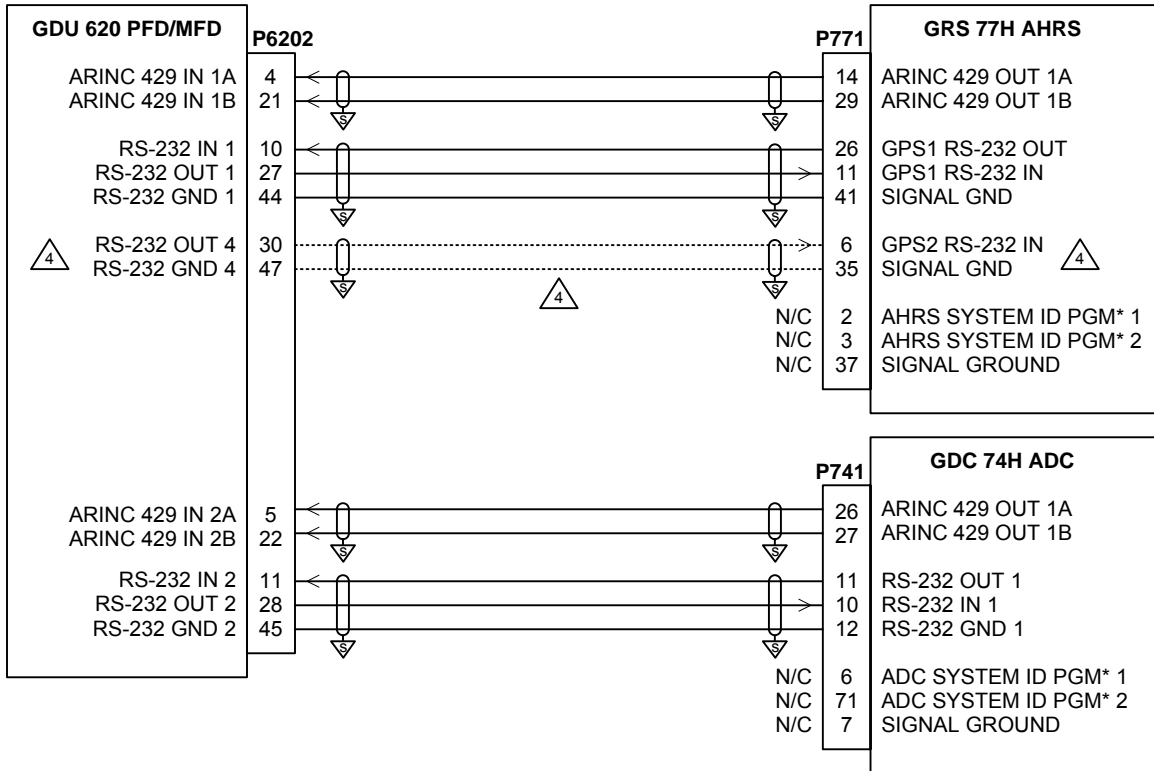 GDU 620 PFD/MFD P6202 P771 GRS 77H AHRS
ARINC 429 IN 1A 4 14 ARINC 429 OUT 1A
ARINC 429 IN 1B 21 29 ARINC 429 OUT 1B
S S
RS-232 IN 1 10 26 GPS1 RS-232 OUT
RS-232 OUT 1 27 11 GPS1 RS-232 IN
RS-232 GND 1 44 41 SIGNAL GND
S S
4 RS-232 OUT 4 30 6 GPS2 RS-232 IN 4
RS-232 GND 4 47 35 SIGNAL GND
S 4 S
N/C 2 AHRS SYSTEM ID PGM* 1
N/C 3 AHRS SYSTEM ID PGM* 2
N/C 37 SIGNAL GROUND
P741 GDC 74H ADC
ARINC 429 IN 2A 5 26 ARINC 429 OUT 1A
ARINC 429 IN 2B 22 27 ARINC 429 OUT 1B
S S
RS-232 IN 2 11 11 RS-232 OUT 1
RS-232 OUT 2 28 10 RS-232 IN 1
RS-232 GND 2 45 12 RS-232 GND 1
S S
N/C 6 ADC SYSTEM ID PGM* 1
N/C 71 ADC SYSTEM ID PGM* 2
N/C 7 SIGNAL GROUND